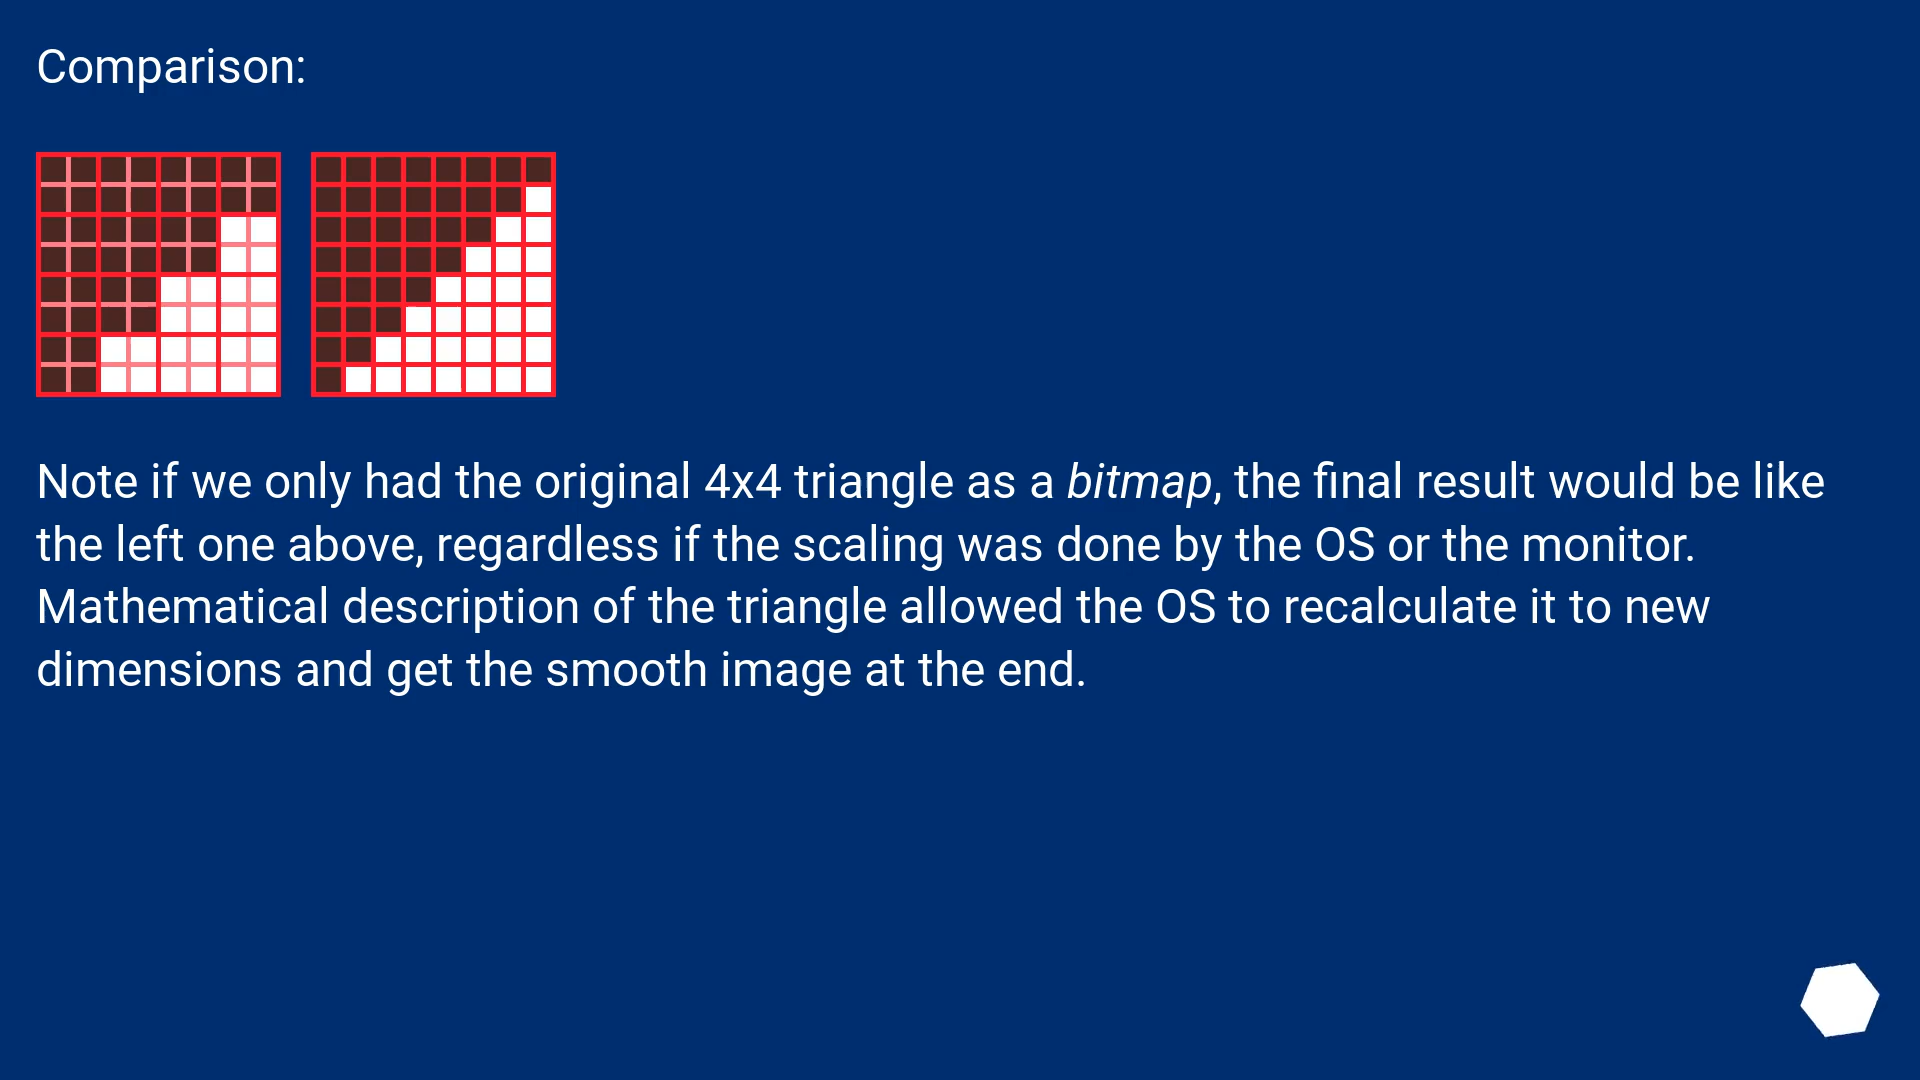 Comparison:
Note if we only had the original 4x4 triangle as a bitmap, the final result would be like
the left one above, regardless if the scaling was done by the OS or the monitor.
Mathematical description of the triangle allowed the OS to recalculate it to new
dimensions and get the smooth image at the end.